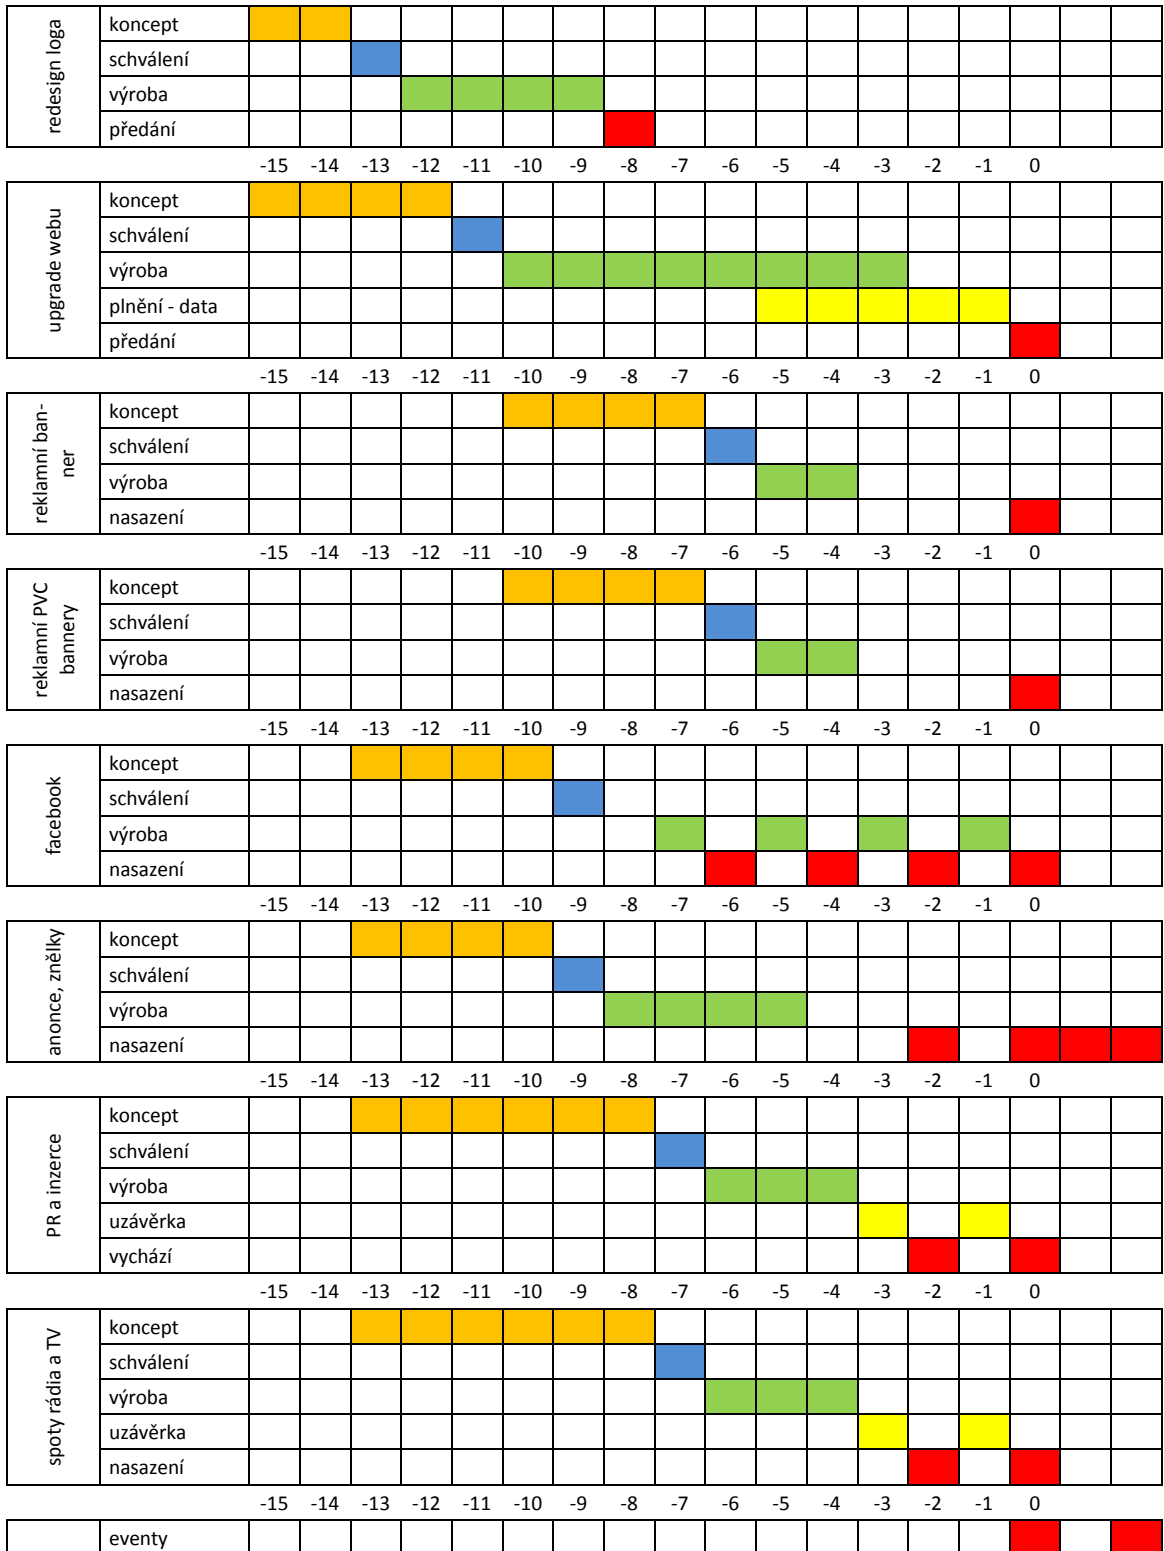 redesign loga
koncept
schválení
výroba
předání
-15 -14 -13 -12 -11 -10 -9 -8 -7 -6 -5 -4 -3 -2 -1 0
upgrade webu
koncept
schválení
výroba
plnění - data
předání
-15 -14 -13 -12 -11 -10 -9 -8 -7 -6 -5 -4 -3 -2 -1 0
reklamní ban-
ner
koncept
schválení
výroba
nasazení
-15 -14 -13 -12 -11 -10 -9 -8 -7 -6 -5 -4 -3 -2 -1 0
reklamní PVC
bannery
koncept
schválení
výroba
nasazení
-15 -14 -13 -12 -11 -10 -9 -8 -7 -6 -5 -4 -3 -2 -1 0
facebook
koncept
schválení
výroba
nasazení
-15 -14 -13 -12 -11 -10 -9 -8 -7 -6 -5 -4 -3 -2 -1 0
anonce, znělky
koncept
schválení
výroba
nasazení
-15 -14 -13 -12 -11 -10 -9 -8 -7 -6 -5 -4 -3 -2 -1 0
PR a inzerce
koncept
schválení
výroba
uzávěrka
vychází
-15 -14 -13 -12 -11 -10 -9 -8 -7 -6 -5 -4 -3 -2 -1 0
spoty rádia a TV
koncept
schválení
výroba
uzávěrka
nasazení
-15 -14 -13 -12 -11 -10 -9 -8 -7 -6 -5 -4 -3 -2 -1 0
eventy